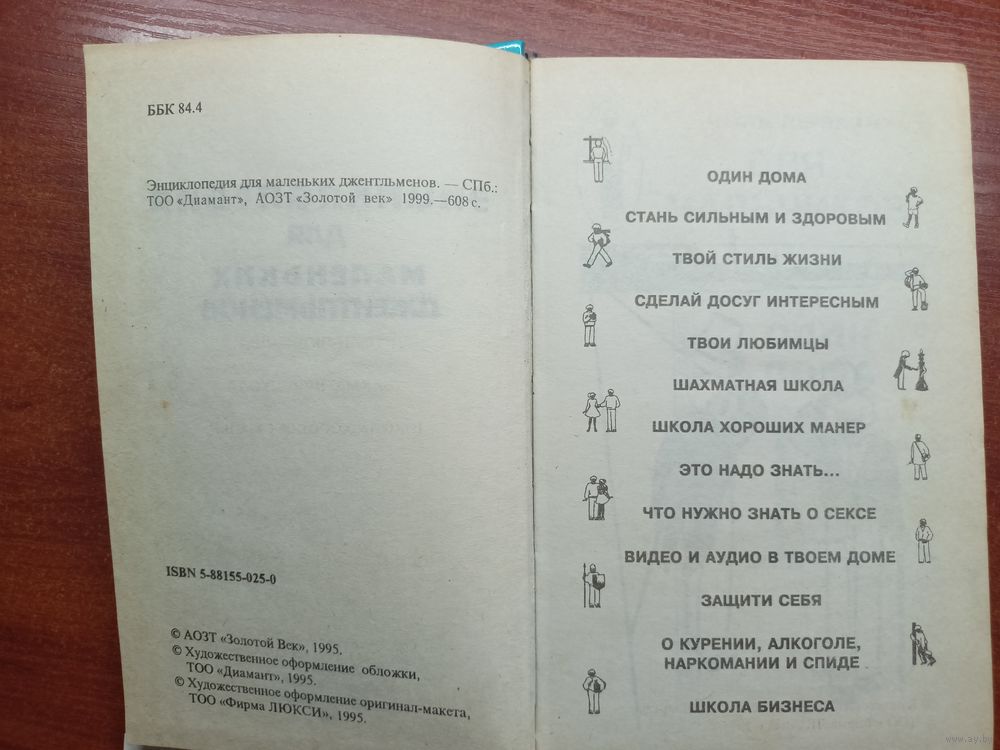 ББК 84.4
Энциклопедия для маленьких джентльменов. — СПб.:
ТОО «Диамант», АОЗТ «Золотой век» 1999.—608 с.
ISBN 5-88155-025-0
© АОЗТ «Золотой Век», 1995.
© Художественное оформление обложки,
ТОО «Диамант», 1995.
© Художественное оформление оригинал-макета,
ТОО «Фирма ЛЮКСИ», 1995.
ОДИН ДОМА
СТАНЬ СИЛЬНЫМ И ЗДОРОВЫМ
ТВОЙ СТИЛЬ ЖИЗНИ
СДЕЛАЙ ДОСУГ ИНТЕРЕСНЫМ
ТВОИ ЛЮБИМЦЫ
ШАХМАТНАЯ ШКОЛА
ШКОЛА ХОРОШИХ МАНЕР
ЭТО НАДО ЗНАТЬ...
ЧТО НУЖНО ЗНАТЬ О СЕКСЕ
ВИДЕО И АУДИО В ТВОЕМ ДОМЕ
ЗАЩИТИ СЕБЯ
О КУРЕНИИ, АЛКОГОЛЕ,
НАРКОМАНИИ И СПИДЕ
ШКОЛА БИЗНЕСА
www.ay.by